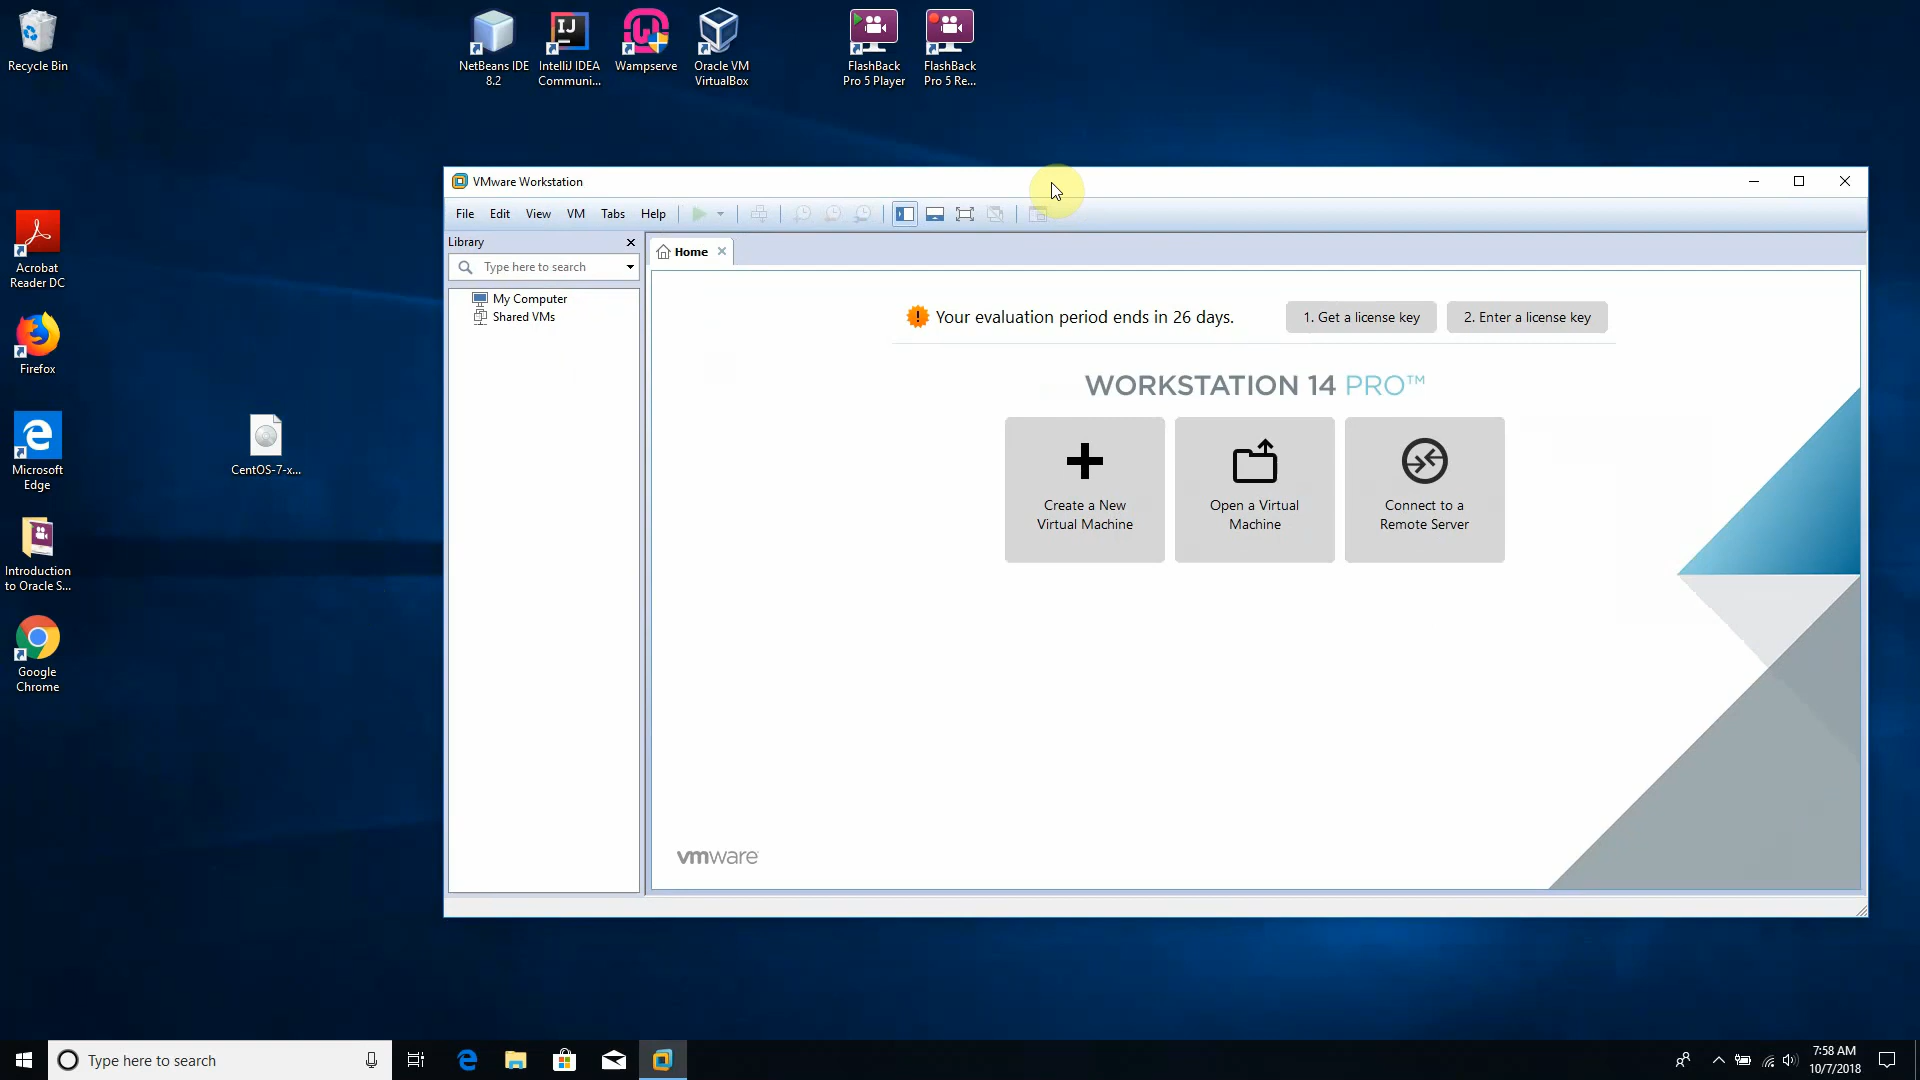 Recycle Bin
NetBeans IDE
8.2
IntelliJ IDEA
Communi...
Wampserve
Oracle VM
VirtualBox
FlashBack
Pro 5 Player
FlashBack
Pro 5 Re...
Acrobat
Reader DC
Firefox
Microsoft
Edge
Introduction
to Oracle S...
Google
Chrome
CentOS-7-x...
VMware Workstation
File Edit View VM Tabs Help
Library
Type here to search
My Computer
Shared VMs
Home
Your evaluation period ends in 26 days.
1. Get a license key
2. Enter a license key
WORKSTATION 14 PRO™
Create a New
Virtual Machine
Open a Virtual
Machine
Connect to a
Remote Server
vmware
Type here to search
7:58 AM
10/7/2018